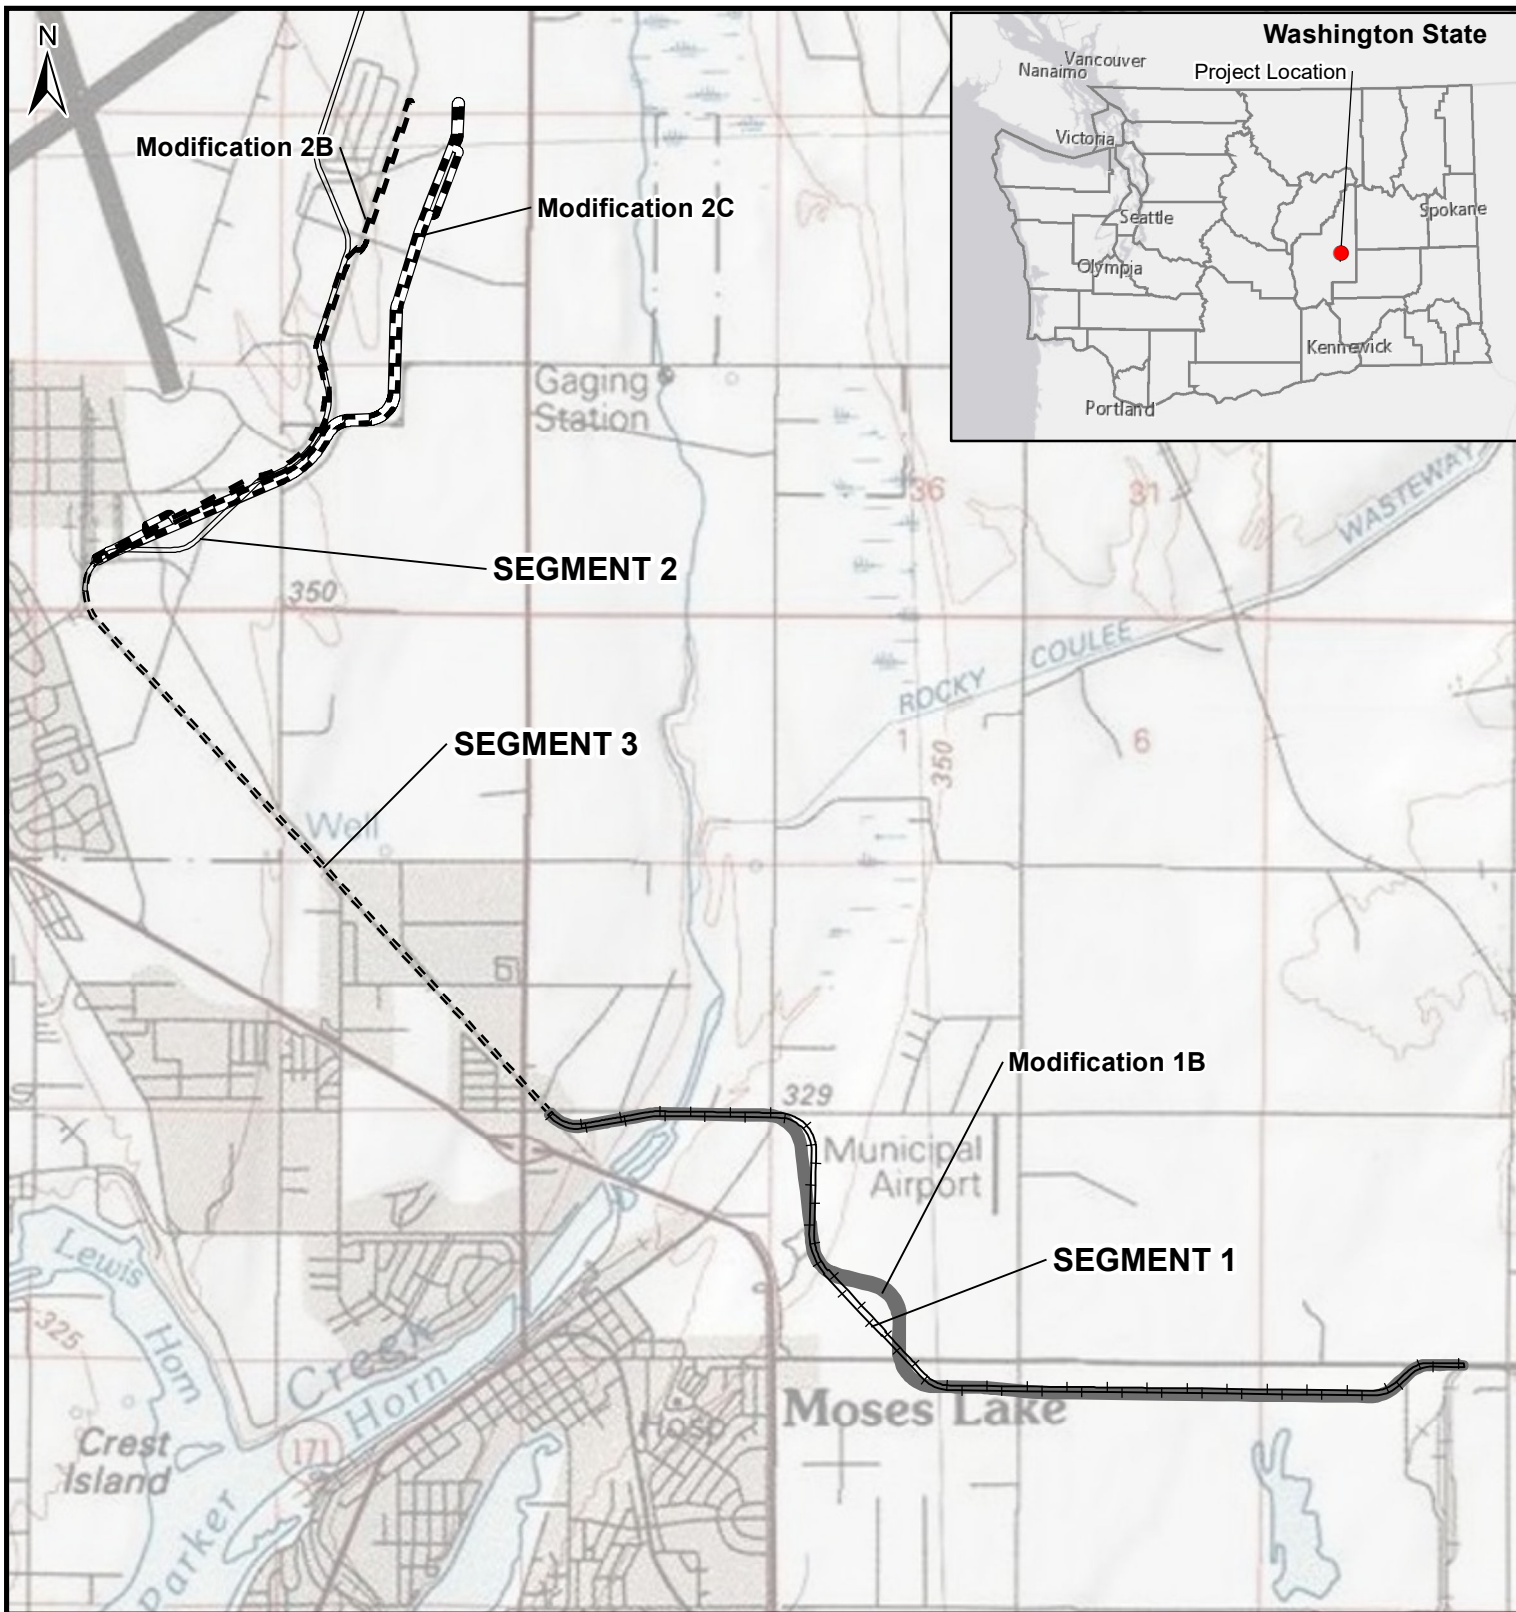 N
Washington State
Project Location
Vancouver
Nanaimo
Victoria
Seattle
Spokane
Olympia
Kennewick
Portland
Modification 2B
Modification 2C
Gaging
Station
36
31
WASTEWAY
SEGMENT 2
350
COULEE
ROCKY
SEGMENT 3
1
6
350
Well
Modification 1B
329
Municipal
Airport
SEGMENT 1
Lewis
Horn
325
Creek
Horn
Moses Lake
Hosp
Crest
Island
171
Parker